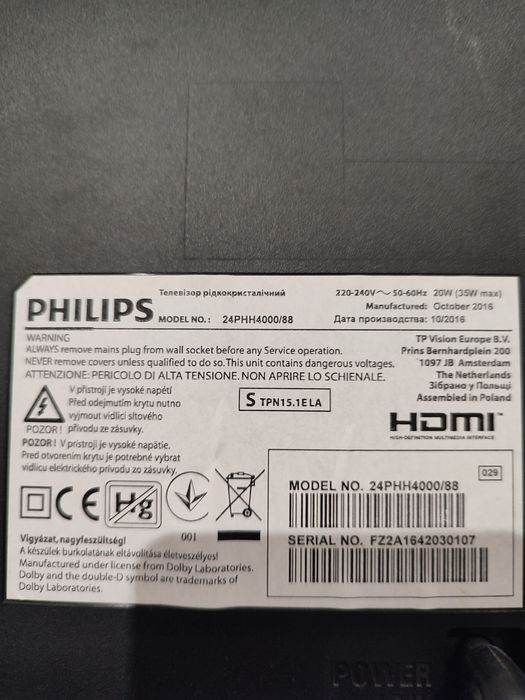 Телевізор рідкокристалічний
220-240V~ 50-60Hz 20W (35W max)
PHILIPS MODEL NO.: 24PHH4000/88
Manufactured: October 2016
Дата производства: 10/2016
WARNING
ALWAYS remove mains plug from wall socket before any Service operation.
NEVER remove covers unless qualified to do so. This unit contains dangerous voltages.
ATTENZIONE: PERICOLO DI ALTA TENSIONE. NON APRIRE LO SCHIENALE.
TP Vision Europe B.V.
Prins Bernhardplein 200
1097 JB Amsterdam
The Netherlands
Зібрано у Польщі
Assembled in Poland
V přístroji je vysoké napětí
Před odejmutím krytu nutno
vyjmout vidlici síťového
POZOR! přívodu ze zásuvky.
S TPN15.1E LA
HDMI™
HIGH-DEFINITION MULTIMEDIA INTERFACE
POZOR! V prístroji je vysoké napätie.
Pred otvorením krytu je potrebné vybrat
vidlicu elektrického prívodu zo zásuvky.
CE Hg
001
029
MODEL NO. 24PHH4000/88
SERIAL NO. FZ2A1642030107
Vigyázat, nagyfeszültség!
A készülék burkolatának eltávolítása életveszélyes!
Manufactured under license from Dolby Laboratories.
Dolby and the double-D symbol are trademarks of
Dolby Laboratories.
POWER